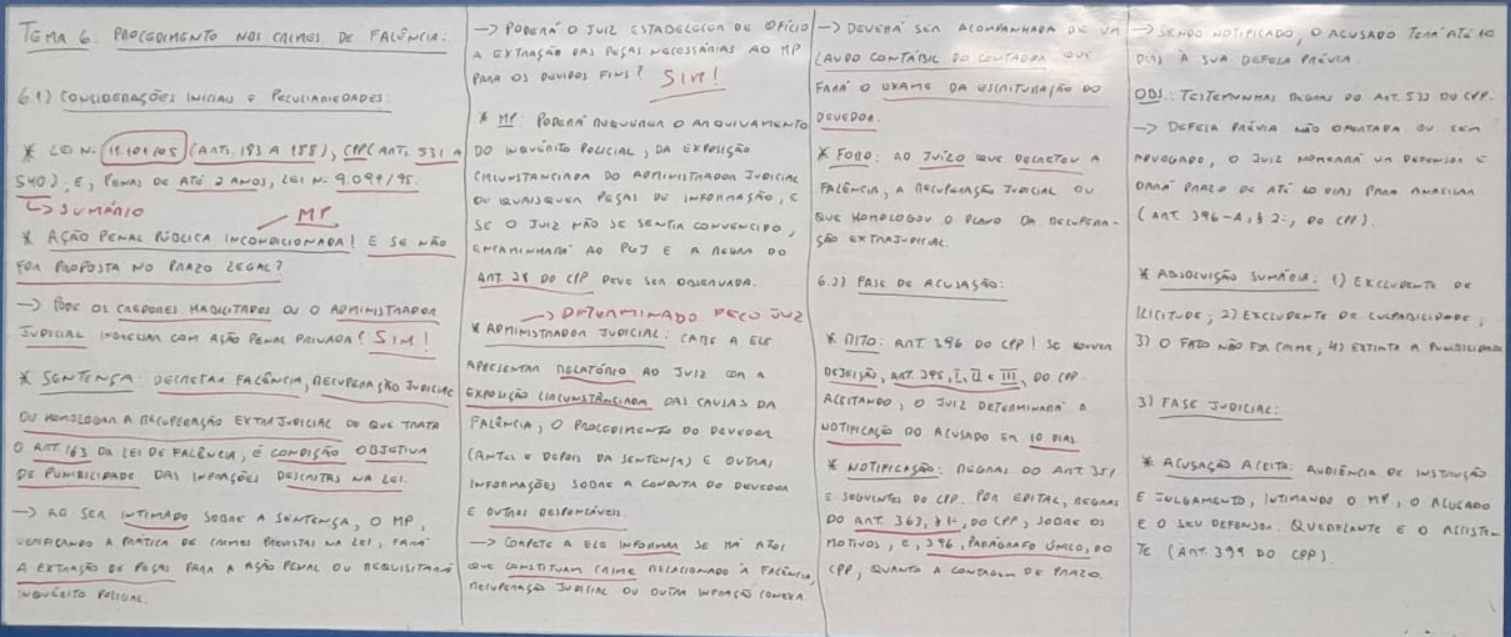 TEMA 6: PROCEDIMENTO NOS CRIMES DE FALÊNCIA:
6.1) CONSIDERAÇÕES INICIAIS E PECULIARIEDADES:
* LEI N. 11.101/05 (ARTS. 183 A 188), CPP (ARTS. 531 A
540); E, PENAS DE ATÉ 2 ANOS, LEI N. 9.099/95.
↳ SUMÁRIO
MP
* AÇÃO PENAL PÚBLICA INCONDICIONADA! E SE NÃO
FOR PROPOSTA NO PRAZO LEGAL?
→ PODE OS CREDORES HABILITADOS OU O ADMINISTRADOR
JUDICIAL INGRESSAR COM AÇÃO PENAL PRIVADA? SIM!
* SENTENÇA: DECRETAR FALÊNCIA, RECUPERAÇÃO JUDICIAL
OU HOMOLOGAR A RECUPERAÇÃO EXTRAJUDICIAL DO QUE TRATA
O ART. 163 DA LEI DE FALÊNCIA, É CONDIÇÃO OBJETIVA
DE PUNIBILIDADE DAS INFRAÇÕES DESCRITAS NA LEI.
→ AO SER INTIMADO SOBRE A SENTENÇA, O MP,
VERIFICANDO A PRÁTICA DE CRIMES PREVISTAS NA LEI, FARÁ
A EXTRAÇÃO DE PEÇAS PARA A AÇÃO PENAL OU REQUISITARÁ
INQUÉRITO POLICIAL.
→ PODERÁ O JUIZ ESTABELECER DE OFÍCIO
A EXTRAÇÃO DAS PEÇAS NECESSÁRIAS AO MP
PARA OS DEVIDOS FINS? SIM!
* MP: PODERÁ REQUERER O ARQUIVAMENTO
DO INQUÉRITO POLICIAL, DA EXPOSIÇÃO
CIRCUNSTANCIADA DO ADMINISTRADOR JUDICIAL
OU QUAISQUER PEÇAS DE INFORMAÇÃO, E
SE O JUIZ NÃO SE SENTIR CONVENCIDO,
ENCAMINHARÁ AO PGJ E A REGRA DO
ART. 28 DO CPP DEVE SER OBSERVADA.
→ DETERMINADO PELO JUIZ
* ADMINISTRADOR JUDICIAL: CABE A ELE
APRESENTAR RELATÓRIO AO JUIZ COM A
EXPOSIÇÃO CIRCUNSTÂNCIADA DAS CAUSAS DA
FALÊNCIA, O PROCEDIMENTO DO DEVEDOR
(ANTES E DEPOIS DA SENTENÇA) E OUTRAS
INFORMAÇÕES SOBRE A CONDUTA DO DEVEDOR
E OUTROS RESPONSÁVEIS.
→ COMPETE A ELE INFORMAR SE HÁ ATOS
QUE CONSTITUAM CRIME RELACIONADO À FALÊNCIA,
RECUPERAÇÃO JUDICIAL OU OUTRA INFRAÇÃO CONEXA.
→ DEVERÁ SER ACOMPANHADA DE UM
LAUDO CONTÁBIL DO CONTADOR QUE
FARÁ O EXAME DA ESCRITURAÇÃO DO
DEVEDOR.
* FORO: AO JUÍZO QUE DECRETOU A
FALÊNCIA, A RECUPERAÇÃO JUDICIAL OU
QUE HOMOLOGOU O PLANO DA RECUPERA-
ÇÃO EXTRAJUDICIAL.
6.2) FASE DE ACUSAÇÃO:
* RITO: ART. 396 DO CPP! SE HOUVER
REJEIÇÃO, ART. 395, I, II E III, DO CPP.
ACEITANDO, O JUIZ DETERMINARÁ A
NOTIFICAÇÃO DO ACUSADO EM 10 DIAS
* NOTIFICAÇÃO: REGRAS DO ART. 351
E SEGUINTES DO CPP. POR EDITAL, REGRAS
DO ART. 363, § 1º, DO CPP, SOBRE OS
MOTIVOS, E, 396, PARÁGRAFO ÚNICO, DO
CPP, QUANTO A CONTAGEM DE PRAZO.
→ SENDO NOTIFICADO, O ACUSADO TERÁ ATÉ 10
DIAS À SUA DEFESA PRÉVIA.
OBS.: TESTEMUNHAS REGRAS DO ART. 533 DO CPP.
→ DEFESA PRÉVIA NÃO OFERTADA OU SEM
ADVOGADO, O JUIZ NOMEARÁ UM DEFENSOR E
DARÁ PRAZO DE ATÉ 10 DIAS PARA ANALISAR
(ART. 396-A, § 2º, DO CPP).
* ABSOLVIÇÃO SUMÁRIA: 1) EXCLUDENTE DE
ILICITUDE; 2) EXCLUDENTE DE CULPABILIDADE;
3) O FATO NÃO FOR CRIME; 4) EXTINTA A PUNIBILIDADE
3) FASE JUDICIAL:
* ACUSAÇÃO ACEITA: AUDIÊNCIA DE INSTRUÇÃO
E JULGAMENTO, INTIMANDO O MP, O ACUSADO
E O SEU DEFENSOR. QUERELANTE E O ASSISTEN-
TE (ART. 399 DO CPP).